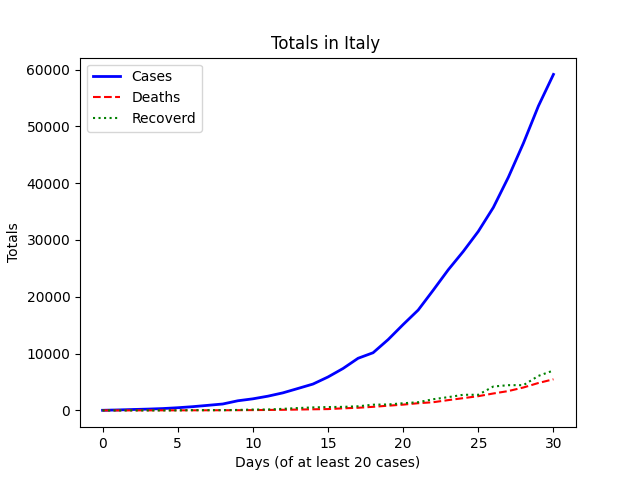 Totals in Italy
Cases
Deaths
Recoverd
60000
50000
40000
30000
20000
10000
0
Totals
0 5 10 15 20 25 30
Days (of at least 20 cases)